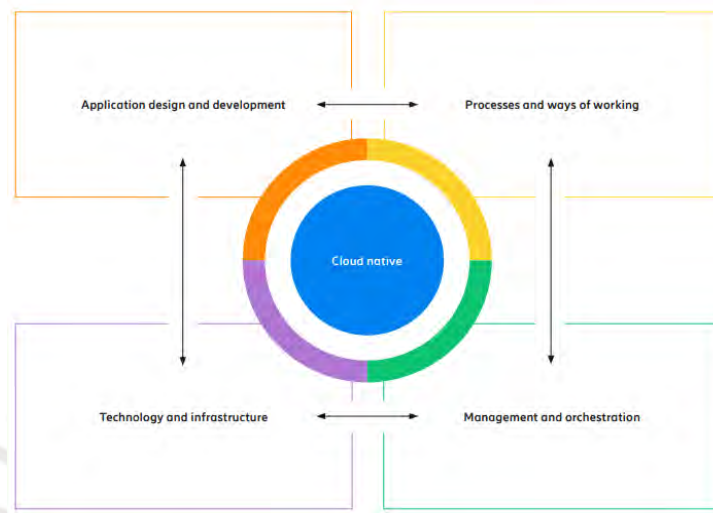 Application design and development
Processes and ways of working
Cloud native
Technology and infrastructure
Management and orchestration